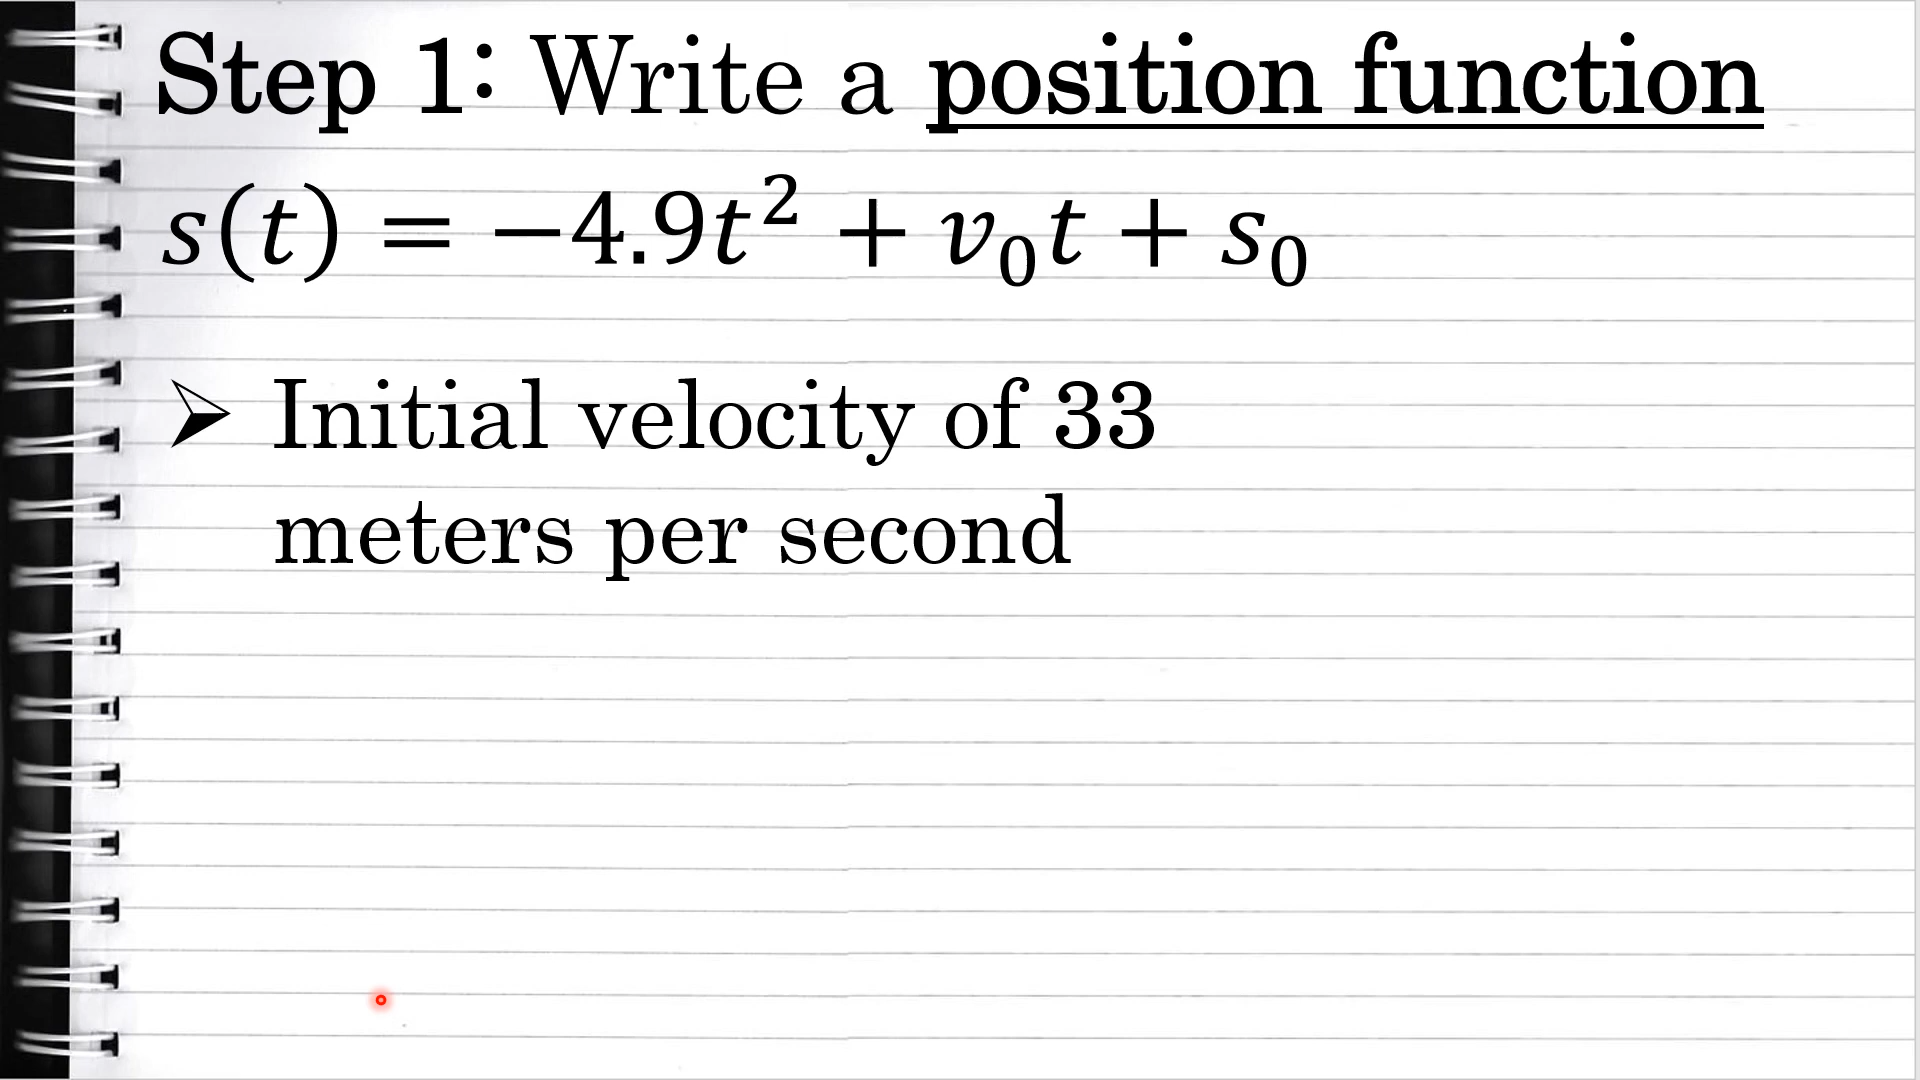 Step 1: Write a position function
s(t) = −4.9t² + v₀t + s₀
➢ Initial velocity of 33
meters per second